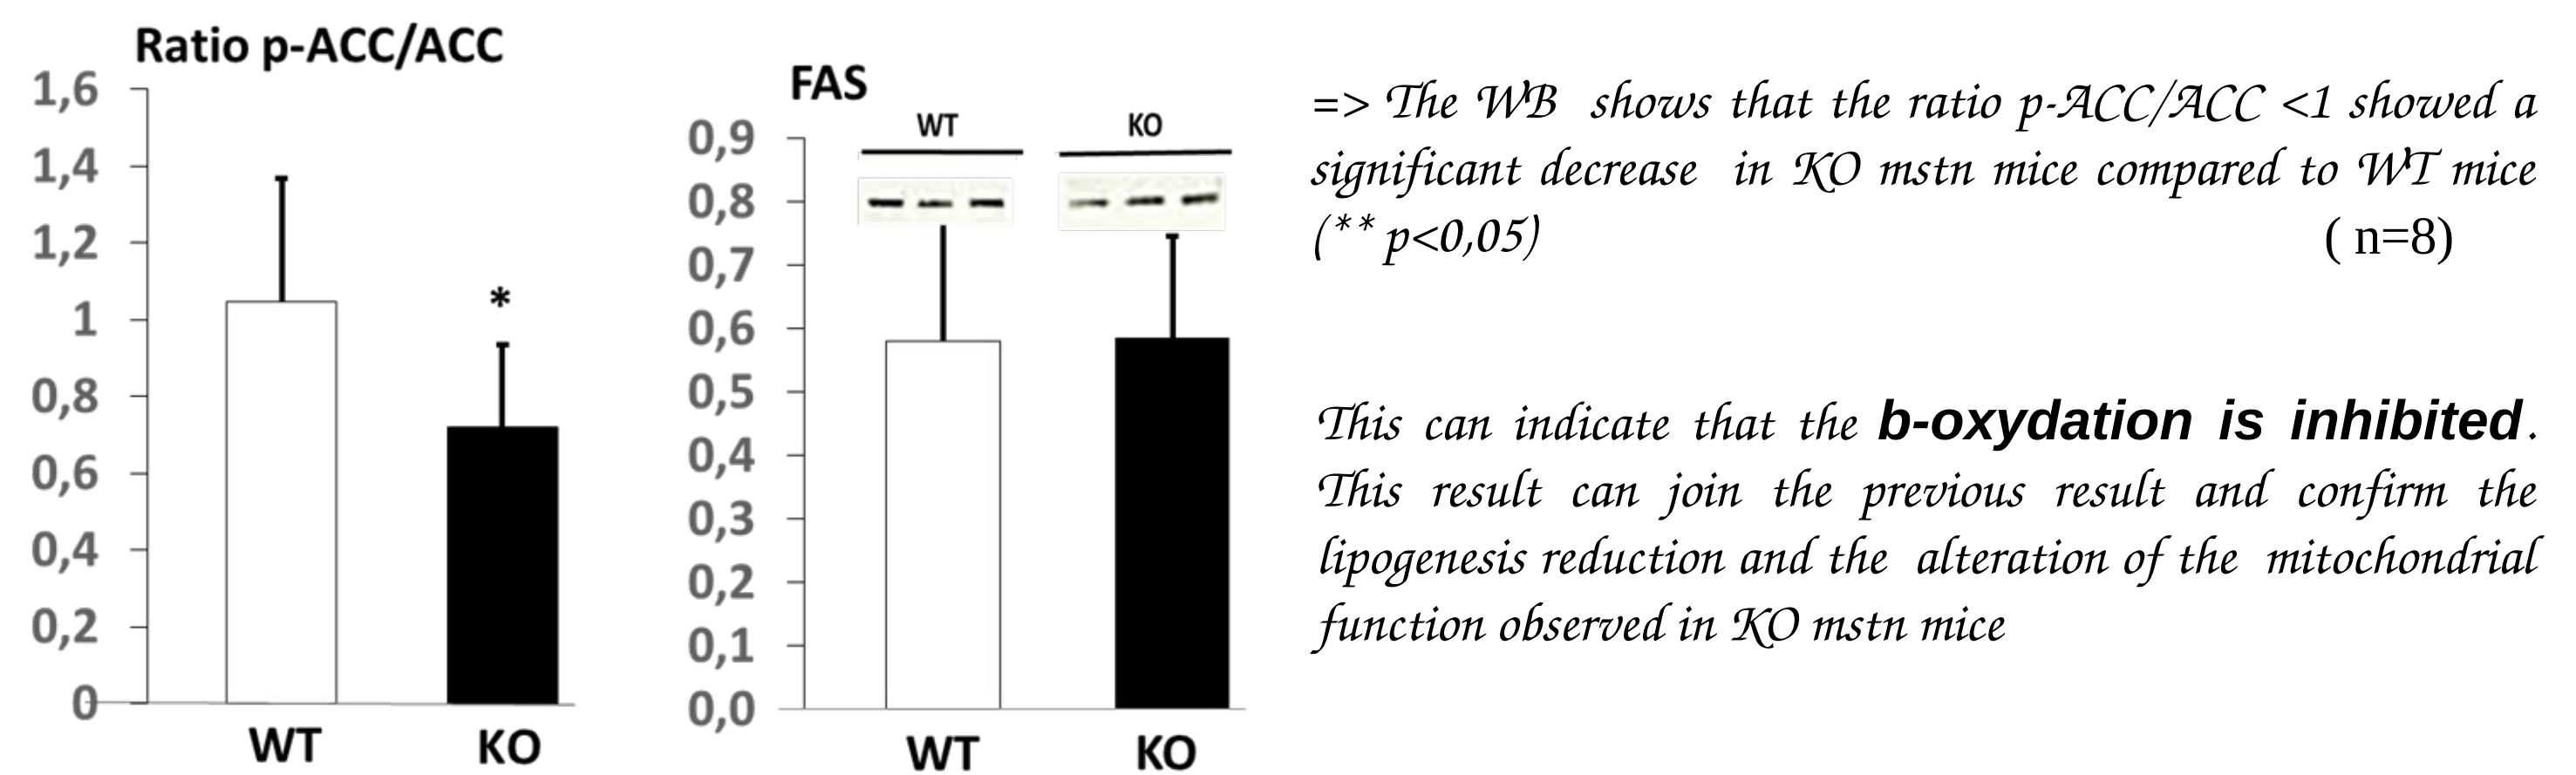 Ratio p-ACC/ACC
1,6
1,4
1,2
1
0,8
0,6
0,4
0,2
0
*
WT KO
FAS
WT KO
0,9
0,8
0,7
0,6
0,5
0,4
0,3
0,2
0,1
0,0
WT KO
=> The WB shows that the ratio p-ACC/ACC <1 showed a
significant decrease in KO mstn mice compared to WT mice
(** p<0,05) ( n=8)
This can indicate that the b-oxydation is inhibited.
This result can join the previous result and confirm the
lipogenesis reduction and the alteration of the mitochondrial
function observed in KO mstn mice